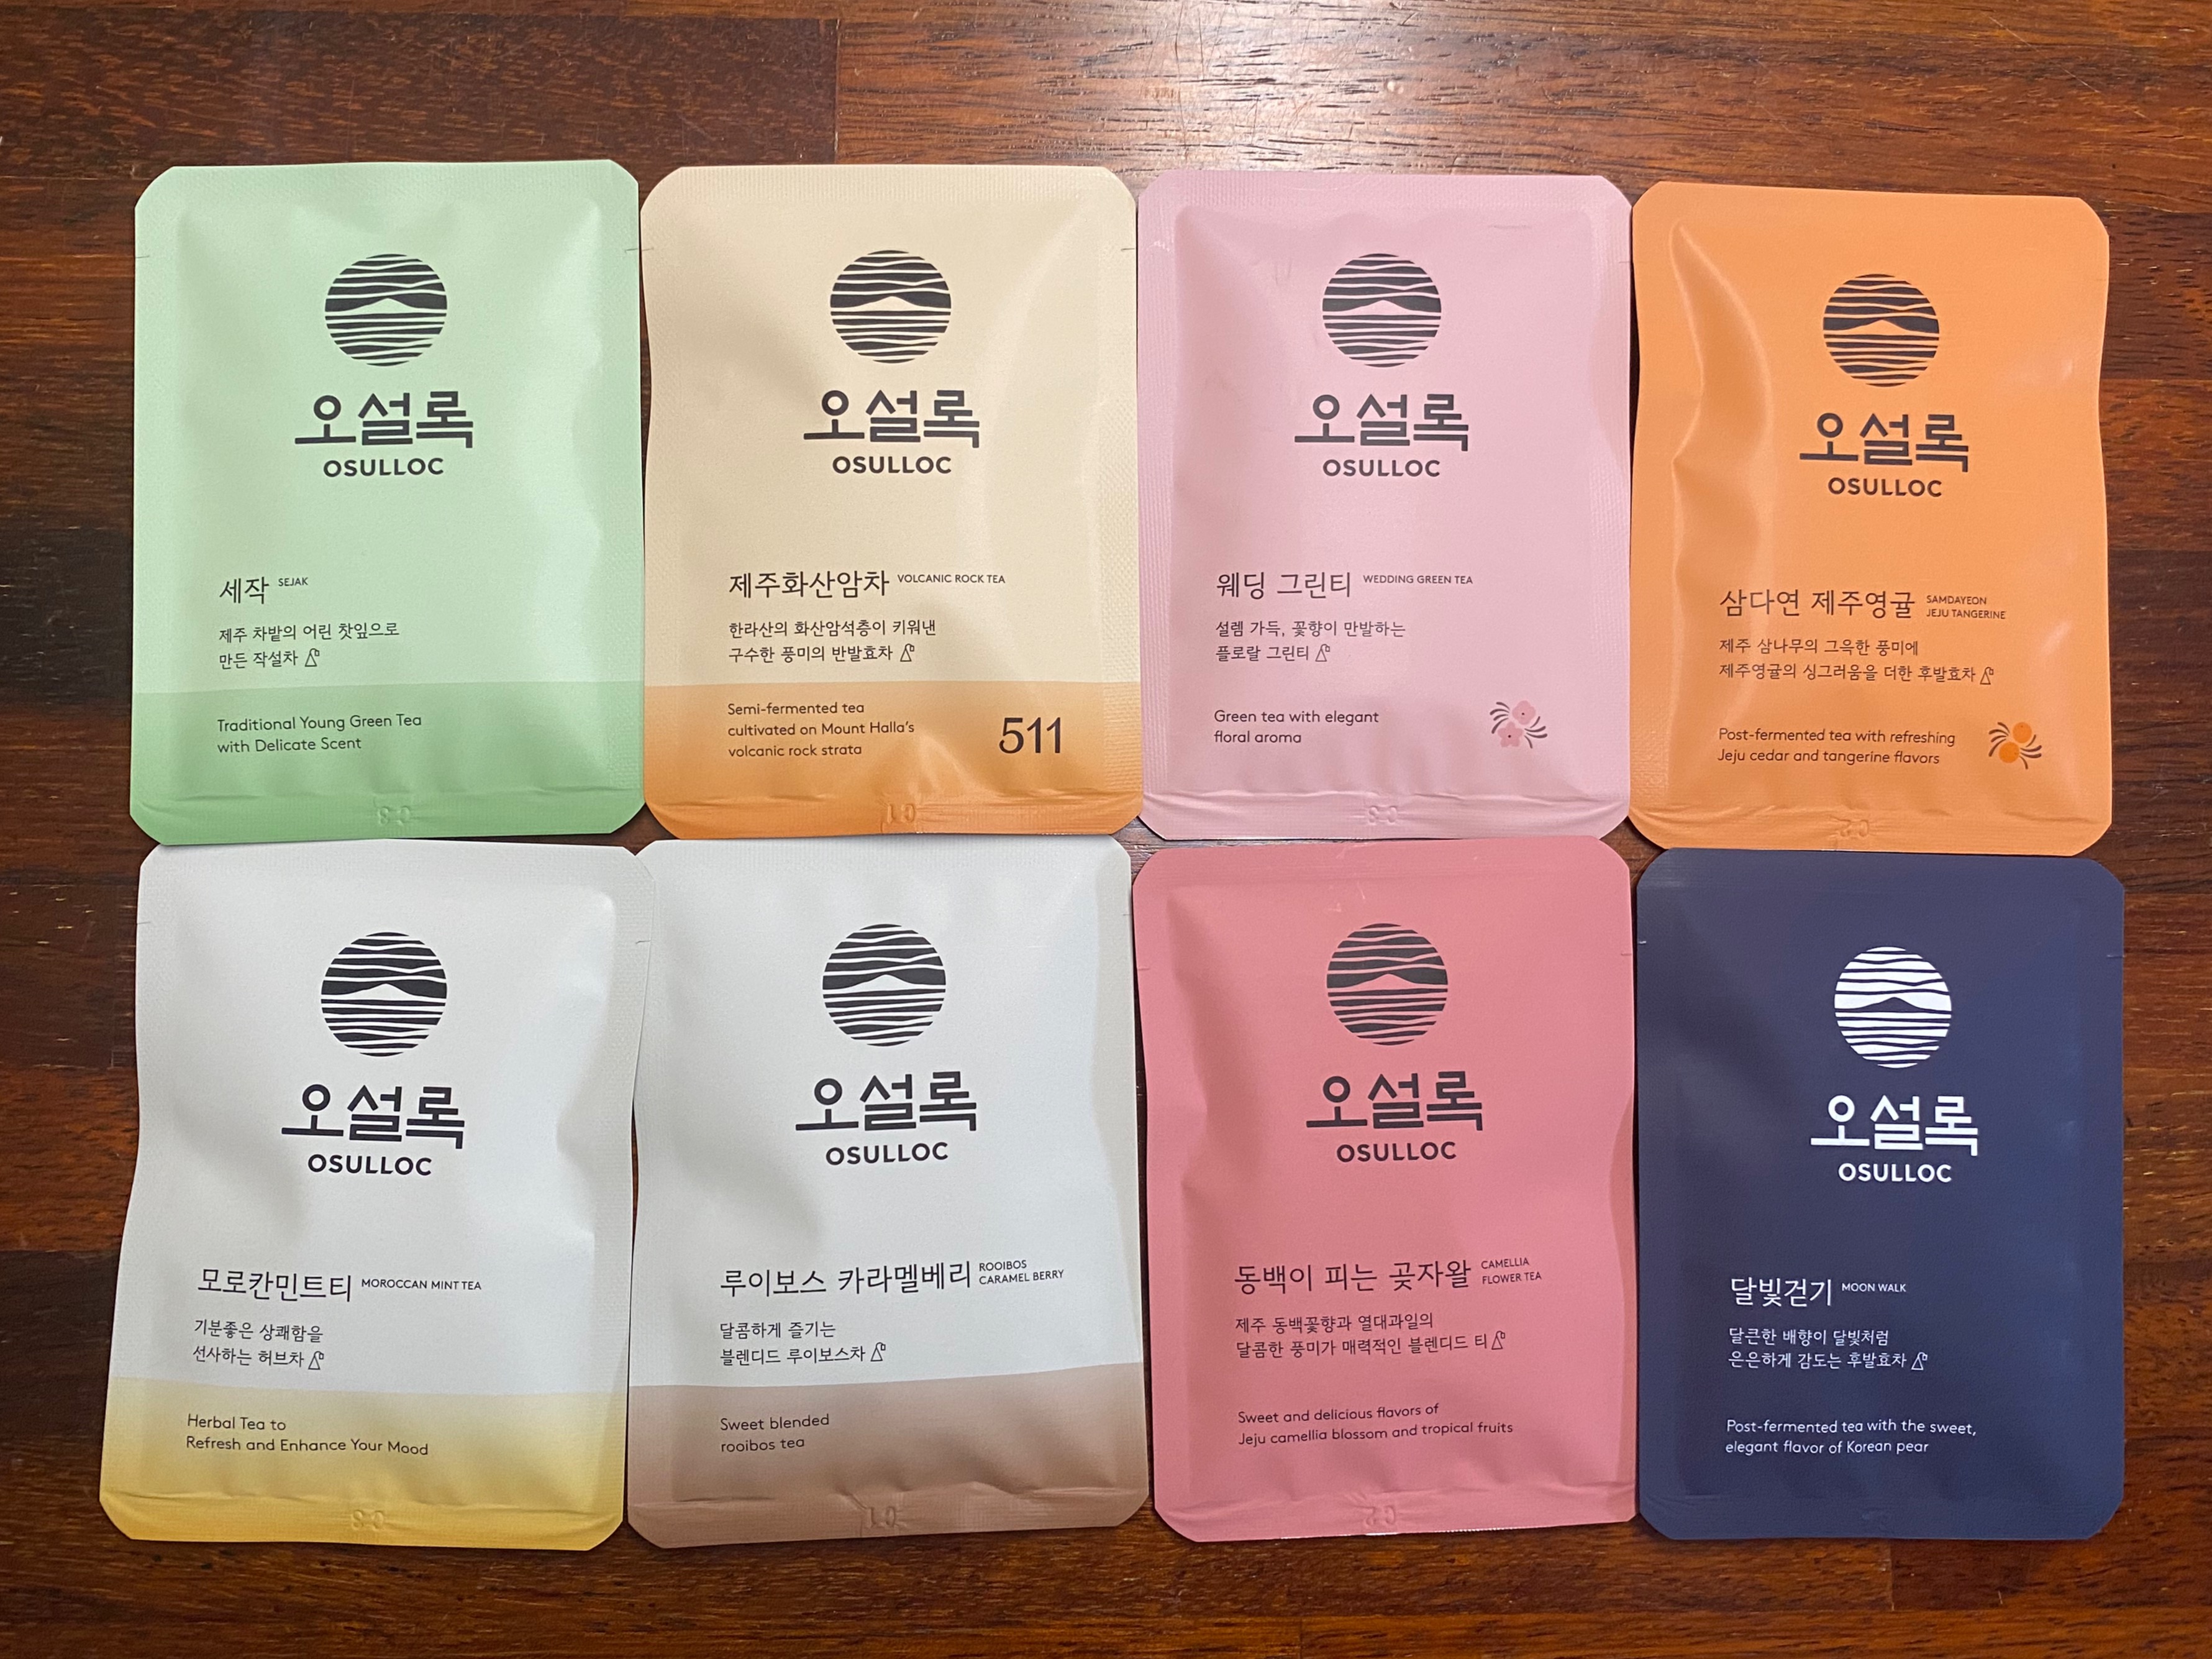 오설록
OSULLOC
세작 SEJAK
제주 차밭의 어린 찻잎으로
만든 작설차
Traditional Young Green Tea
with Delicate Scent
오설록
OSULLOC
제주화산암차 VOLCANIC ROCK TEA
한라산의 화산암석층이 키워낸
구수한 풍미의 반발효차
Semi-fermented tea
cultivated on Mount Halla's
volcanic rock strata
511
오설록
OSULLOC
웨딩 그린티 WEDDING GREEN TEA
설렘 가득, 꽃향이 만발하는
플로랄 그린티
Green tea with elegant
floral aroma
오설록
OSULLOC
삼다연 제주영귤 SAMDAYEON
JEJU TANGERINE
제주 삼나무의 그윽한 풍미에
제주영귤의 싱그러움을 더한 후발효차
Post-fermented tea with refreshing
Jeju cedar and tangerine flavors
오설록
OSULLOC
모로칸민트티 MOROCCAN MINT TEA
기분좋은 상쾌함을
선사하는 허브차
Herbal Tea to
Refresh and Enhance Your Mood
오설록
OSULLOC
루이보스 카라멜베리 ROOIBOS
CARAMEL BERRY
달콤하게 즐기는
블렌디드 루이보스차
Sweet blended
rooibos tea
오설록
OSULLOC
동백이 피는 곶자왈 CAMELLIA
FLOWER TEA
제주 동백꽃향과 열대과일의
달콤한 풍미가 매력적인 블렌디드 티
Sweet and delicious flavors of
Jeju camellia blossom and tropical fruits
오설록
OSULLOC
달빛걷기 MOON WALK
달큰한 배향이 달빛처럼
은은하게 감도는 후발효차
Post-fermented tea with the sweet,
elegant flavor of Korean pear